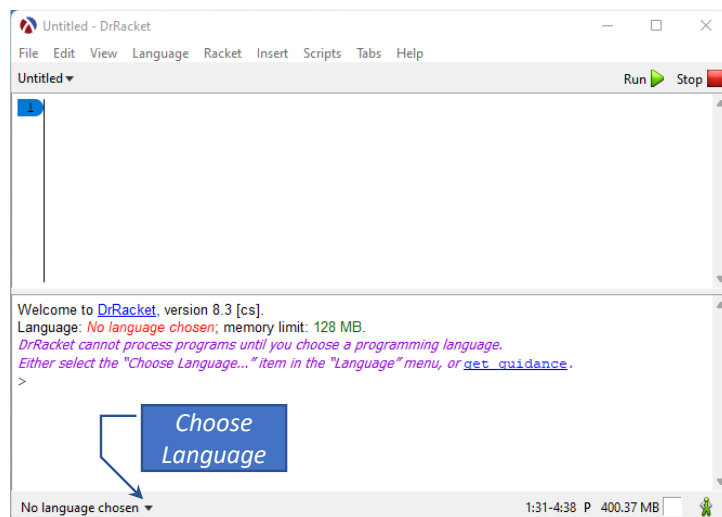 Untitled - DrRacket
File Edit View Language Racket Insert Scripts Tabs Help
Untitled Run Stop
1
Welcome to DrRacket, version 8.3 [cs].
Language: No language chosen; memory limit: 128 MB.
DrRacket cannot process programs until you choose a programming language.
Either select the “Choose Language...” item in the “Language” menu, or get guidance.
>
Choose
Language
No language chosen 1:31-4:38 P 400.37 MB